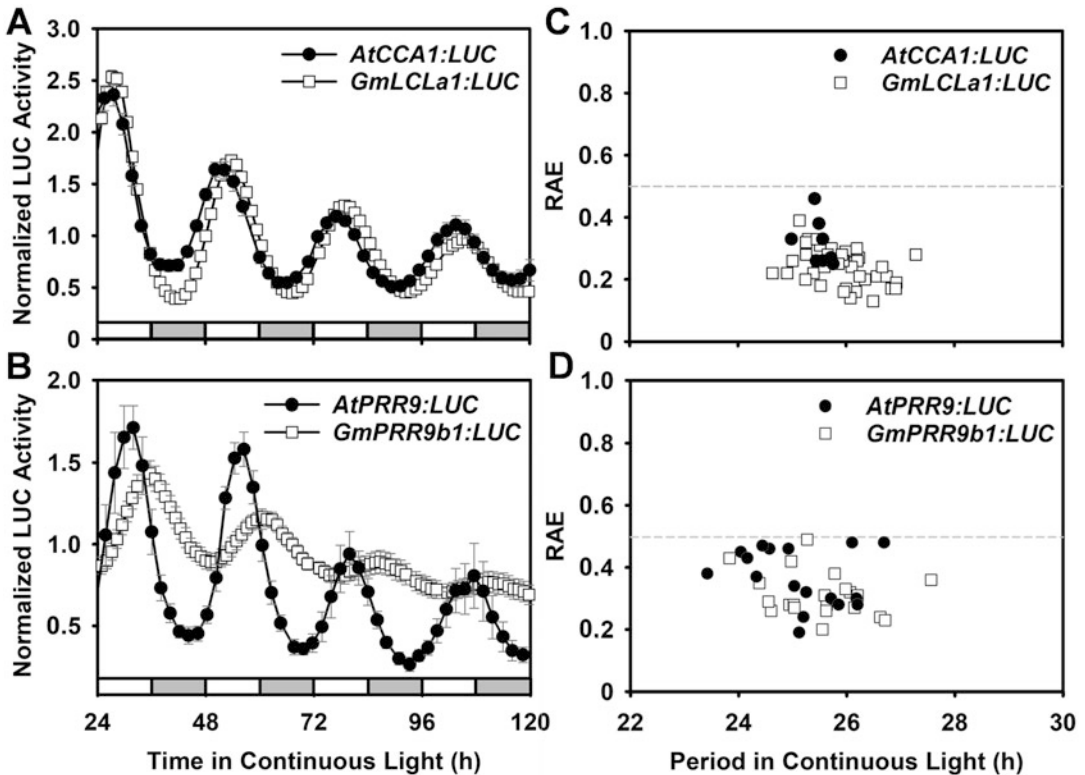 A
3.0
2.5
2.0
1.5
1.0
0.5
0
Normalized LUC Activity
AtCCA1:LUC
GmLCLa1:LUC
B
2.0
1.5
1.0
0.5
Normalized LUC Activity
AtPRR9:LUC
GmPRR9b1:LUC
24 48 72 96 120
Time in Continuous Light (h)
C
1.0
0.8
0.6
0.4
0.2
0
RAE
AtCCA1:LUC
GmLCLa1:LUC
D
1.0
0.8
0.6
0.4
0.2
0
RAE
AtPRR9:LUC
GmPRR9b1:LUC
22 24 26 28 30
Period in Continuous Light (h)